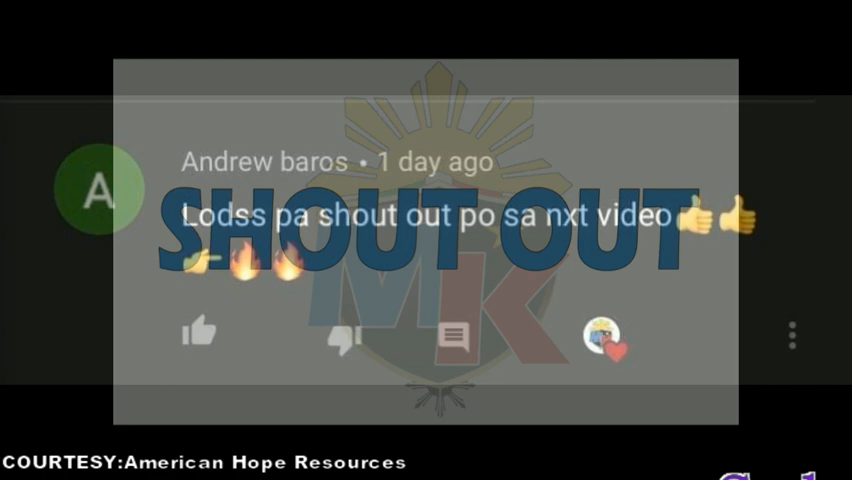 A
Andrew baros • 1 day ago
Lodss pa shout out po sa nxt video 👍👍
👉🔥🔥
SHOUT OUT
MK
COURTESY:American Hope Resources